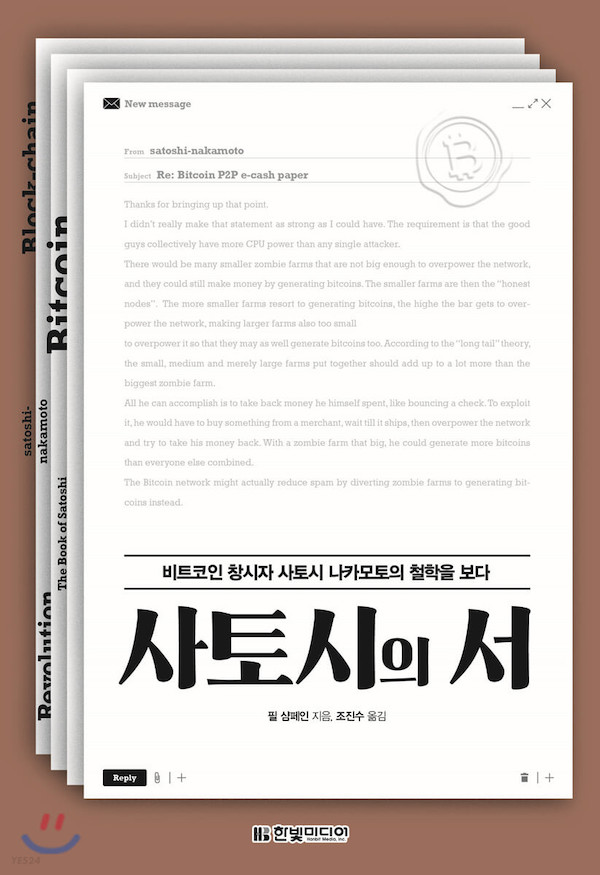 New message
From satoshi-nakamoto
Subject Re: Bitcoin P2P e-cash paper
Thanks for bringing up that point.
I didn't really make that statement as strong as I could have. The requirement is that the good
guys collectively have more CPU power than any single attacker.
There would be many smaller zombie farms that are not big enough to overpower the network,
and they could still make money by generating bitcoins. The smaller farms are then the "honest
nodes". The more smaller farms resort to generating bitcoins, the highe the bar gets to over-
power the network, making larger farms also too small
to overpower it so that they may as well generate bitcoins too. According to the "long tail" theory,
the small, medium and merely large farms put together should add up to a lot more than the
biggest zombie farm.
All he can accomplish is to take back money he himself spent, like bouncing a check. To exploit
it, he would have to buy something from a merchant, wait till it ships, then overpower the network
and try to take his money back. With a zombie farm that big, he could generate more bitcoins
than everyone else combined.
The Bitcoin network might actually reduce spam by diverting zombie farms to generating bit-
coins instead.
비트코인 창시자 사토시 나카모토의 철학을 보다
사토시의 서
필 샴페인 지음, 조진수 옮김
Reply
Block-chain
satoshi-
nakamoto
Revolution
Bitcoin
The Book of Satoshi
한빛미디어
Hanbit Media, Inc.
YES24